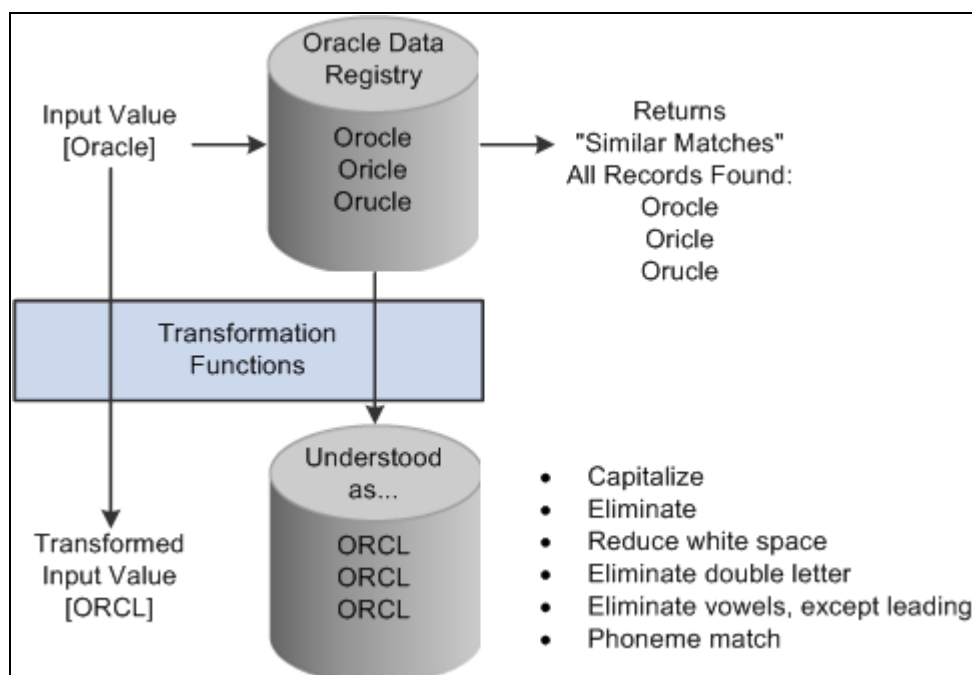 Oracle Data
Registry
Orocle
Oricle
Orucle
Input Value
[Oracle]
Returns
"Similar Matches"
All Records Found:
Orocle
Oricle
Orucle
Transformation
Functions
Understood
as...
ORCL
ORCL
ORCL
Transformed
Input Value
[ORCL]
• Capitalize
• Eliminate
• Reduce white space
• Eliminate double letter
• Eliminate vowels, except leading
• Phoneme match